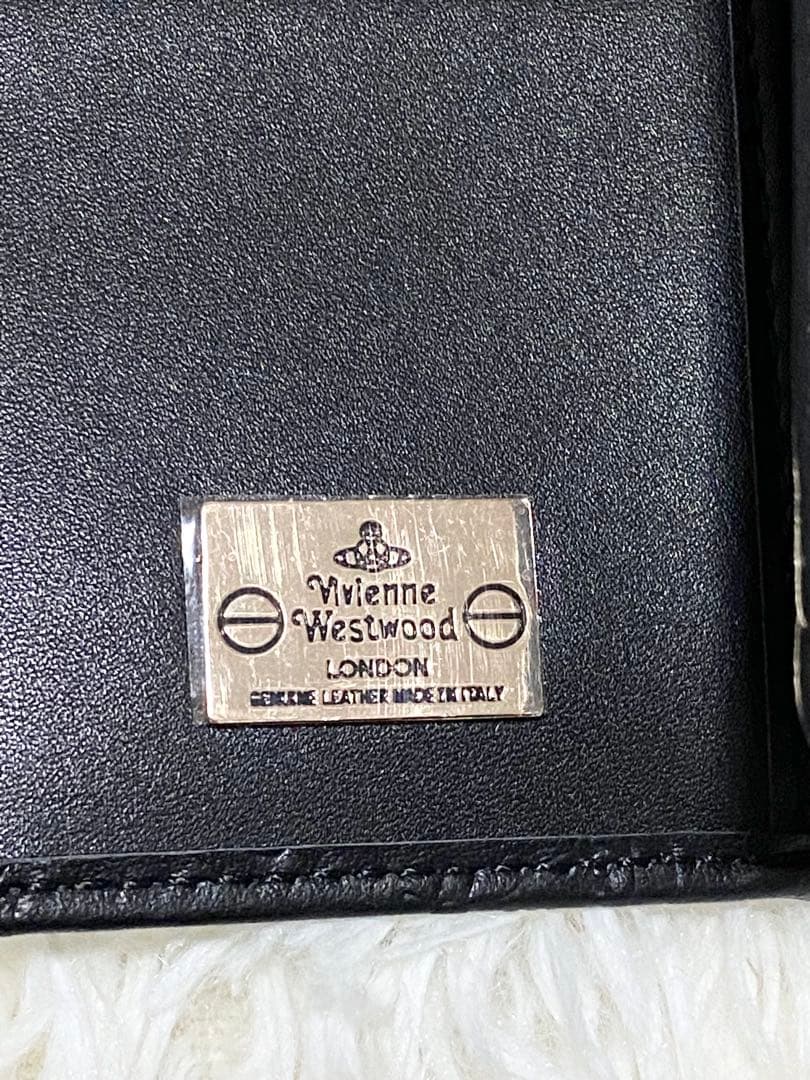 Vivienne
Westwood
LONDON
GENUINE LEATHER MADE IN ITALY